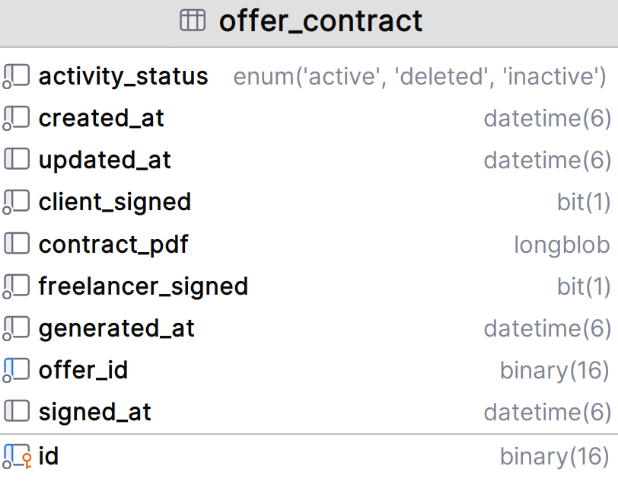 offer_contract
activity_status enum('active', 'deleted', 'inactive')
created_at datetime(6)
updated_at datetime(6)
client_signed bit(1)
contract_pdf longblob
freelancer_signed bit(1)
generated_at datetime(6)
offer_id binary(16)
signed_at datetime(6)
id binary(16)